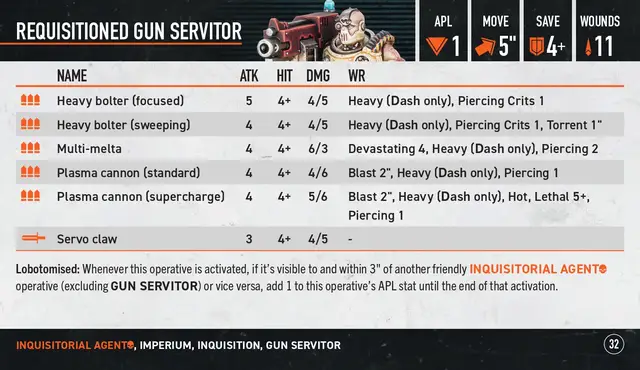 REQUISITIONED GUN SERVITOR
APL
1
MOVE
5"
SAVE
4+
WOUNDS
11
NAME ATK HIT DMG WR
Heavy bolter (focused) 5 4+ 4/5 Heavy (Dash only), Piercing Crits 1
Heavy bolter (sweeping) 4 4+ 4/5 Heavy (Dash only), Piercing Crits 1, Torrent 1"
Multi-melta 4 4+ 6/3 Devastating 4, Heavy (Dash only), Piercing 2
Plasma cannon (standard) 4 4+ 4/6 Blast 2", Heavy (Dash only), Piercing 1
Plasma cannon (supercharge) 4 4+ 5/6 Blast 2", Heavy (Dash only), Hot, Lethal 5+,
Piercing 1
Servo claw 3 4+ 4/5 -
Lobotomised: Whenever this operative is activated, if it's visible to and within 3" of another friendly INQUISITORIAL AGENT
operative (excluding GUN SERVITOR) or vice versa, add 1 to this operative's APL stat until the end of that activation.
INQUISITORIAL AGENT, IMPERIUM, INQUISITION, GUN SERVITOR
32